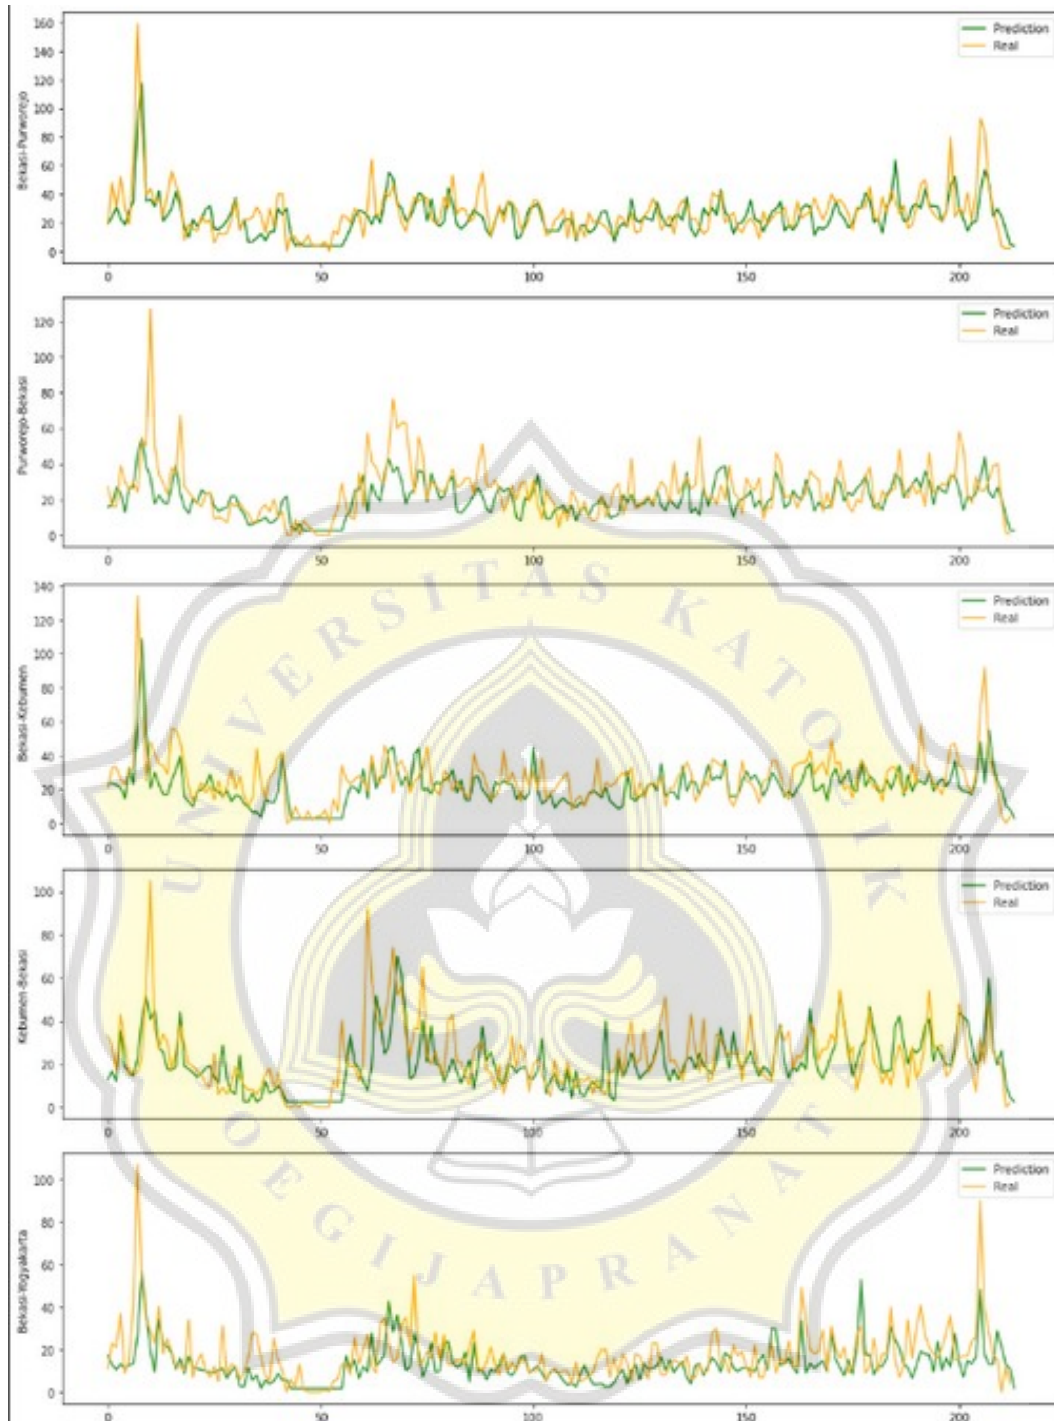 160
140
120
100
80
60
40
20
0
Bekasi-Purworejo
Prediction
Real
0 50 100 150 200
120
100
80
60
40
20
0
Purworejo-Bekasi
Prediction
Real
0 50 100 150 200
140
120
100
80
60
40
20
0
Bekasi-Kebumen
Prediction
Real
0 50 100 150 200
100
80
60
40
20
0
Kebumen-Bekasi
Prediction
Real
0 50 100 150 200
100
80
60
40
20
0
Bekasi-Yogyakarta
Prediction
Real
0 50 100 150 200
UNIVERSITAS KATOLIK
SOEGIJAPRANATA